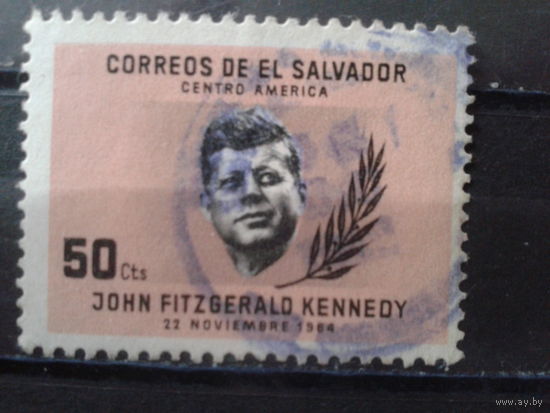 CORREOS DE EL SALVADOR
CENTRO AMERICA
50 Cts
JOHN FITZGERALD KENNEDY
22 NOVIEMBRE 1964
www.ay.by